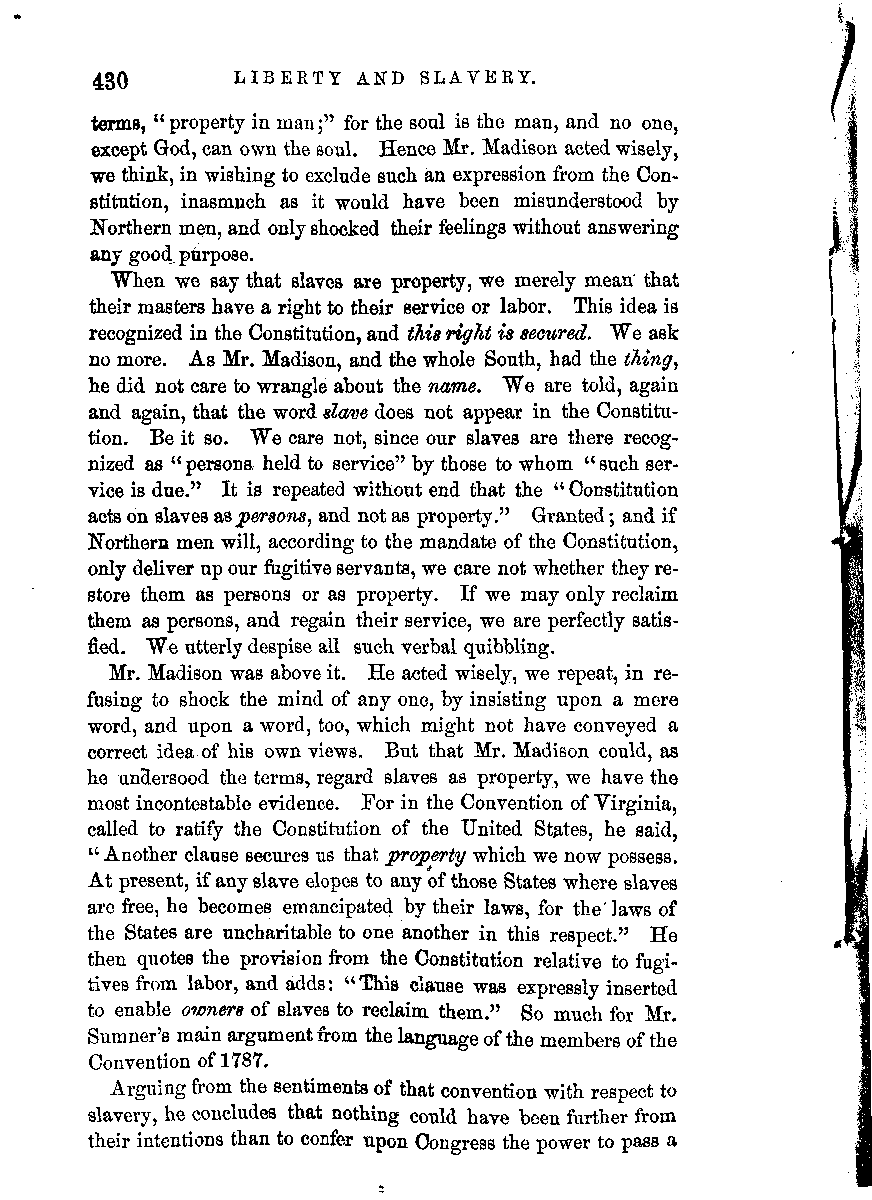 430 LIBERTY AND SLAVERY.
terms, “property in man;” for the soul is the man, and no one,
except God, can own the soul. Hence Mr. Madison acted wisely,
we think, in wishing to exclude such an expression from the Con-
stitution, inasmuch as it would have been misunderstood by
Northern men, and only shocked their feelings without answering
any good purpose.
When we say that slaves are property, we merely mean that
their masters have a right to their service or labor. This idea is
recognized in the Constitution, and this right is secured. We ask
no more. As Mr. Madison, and the whole South, had the thing,
he did not care to wrangle about the name. We are told, again
and again, that the word slave does not appear in the Constitu-
tion. Be it so. We care not, since our slaves are there recog-
nized as “persons held to service” by those to whom “such ser-
vice is due.” It is repeated without end that the “Constitution
acts on slaves as persons, and not as property.” Granted; and if
Northern men will, according to the mandate of the Constitution,
only deliver up our fugitive servants, we care not whether they re-
store them as persons or as property. If we may only reclaim
them as persons, and regain their service, we are perfectly satis-
fied. We utterly despise all such verbal quibbling.
Mr. Madison was above it. He acted wisely, we repeat, in re-
fusing to shock the mind of any one, by insisting upon a mere
word, and upon a word, too, which might not have conveyed a
correct idea of his own views. But that Mr. Madison could, as
he undersood the terms, regard slaves as property, we have the
most incontestable evidence. For in the Convention of Virginia,
called to ratify the Constitution of the United States, he said,
“Another clause secures us that property which we now possess.
At present, if any slave elopes to any of those States where slaves
are free, he becomes emancipated by their laws, for the laws of
the States are uncharitable to one another in this respect.” He
then quotes the provision from the Constitution relative to fugi-
tives from labor, and adds: “This clause was expressly inserted
to enable owners of slaves to reclaim them.” So much for Mr.
Sumner's main argument from the language of the members of the
Convention of 1787.
Arguing from the sentiments of that convention with respect to
slavery, he concludes that nothing could have been further from
their intentions than to confer upon Congress the power to pass a